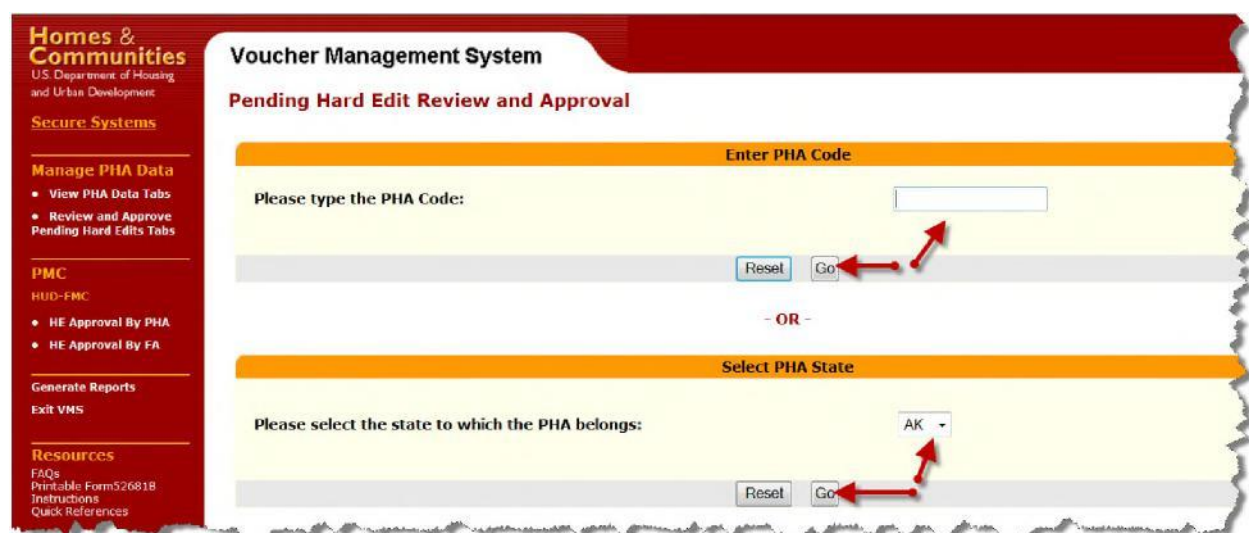 Homes &
Communities
U.S. Department of Housing
and Urban Development
Secure Systems
Manage PHA Data
• View PHA Data Tabs
• Review and Approve
Pending Hard Edits Tabs
PMC
HUD-FMC
• HE Approval By PHA
• HE Approval By FA
Generate Reports
Exit VMS
Resources
FAQs
Printable Form52681B
Instructions
Quick References
Voucher Management System
Pending Hard Edit Review and Approval
Enter PHA Code
Please type the PHA Code:
Reset Go
- OR -
Select PHA State
Please select the state to which the PHA belongs: AK
Reset Go